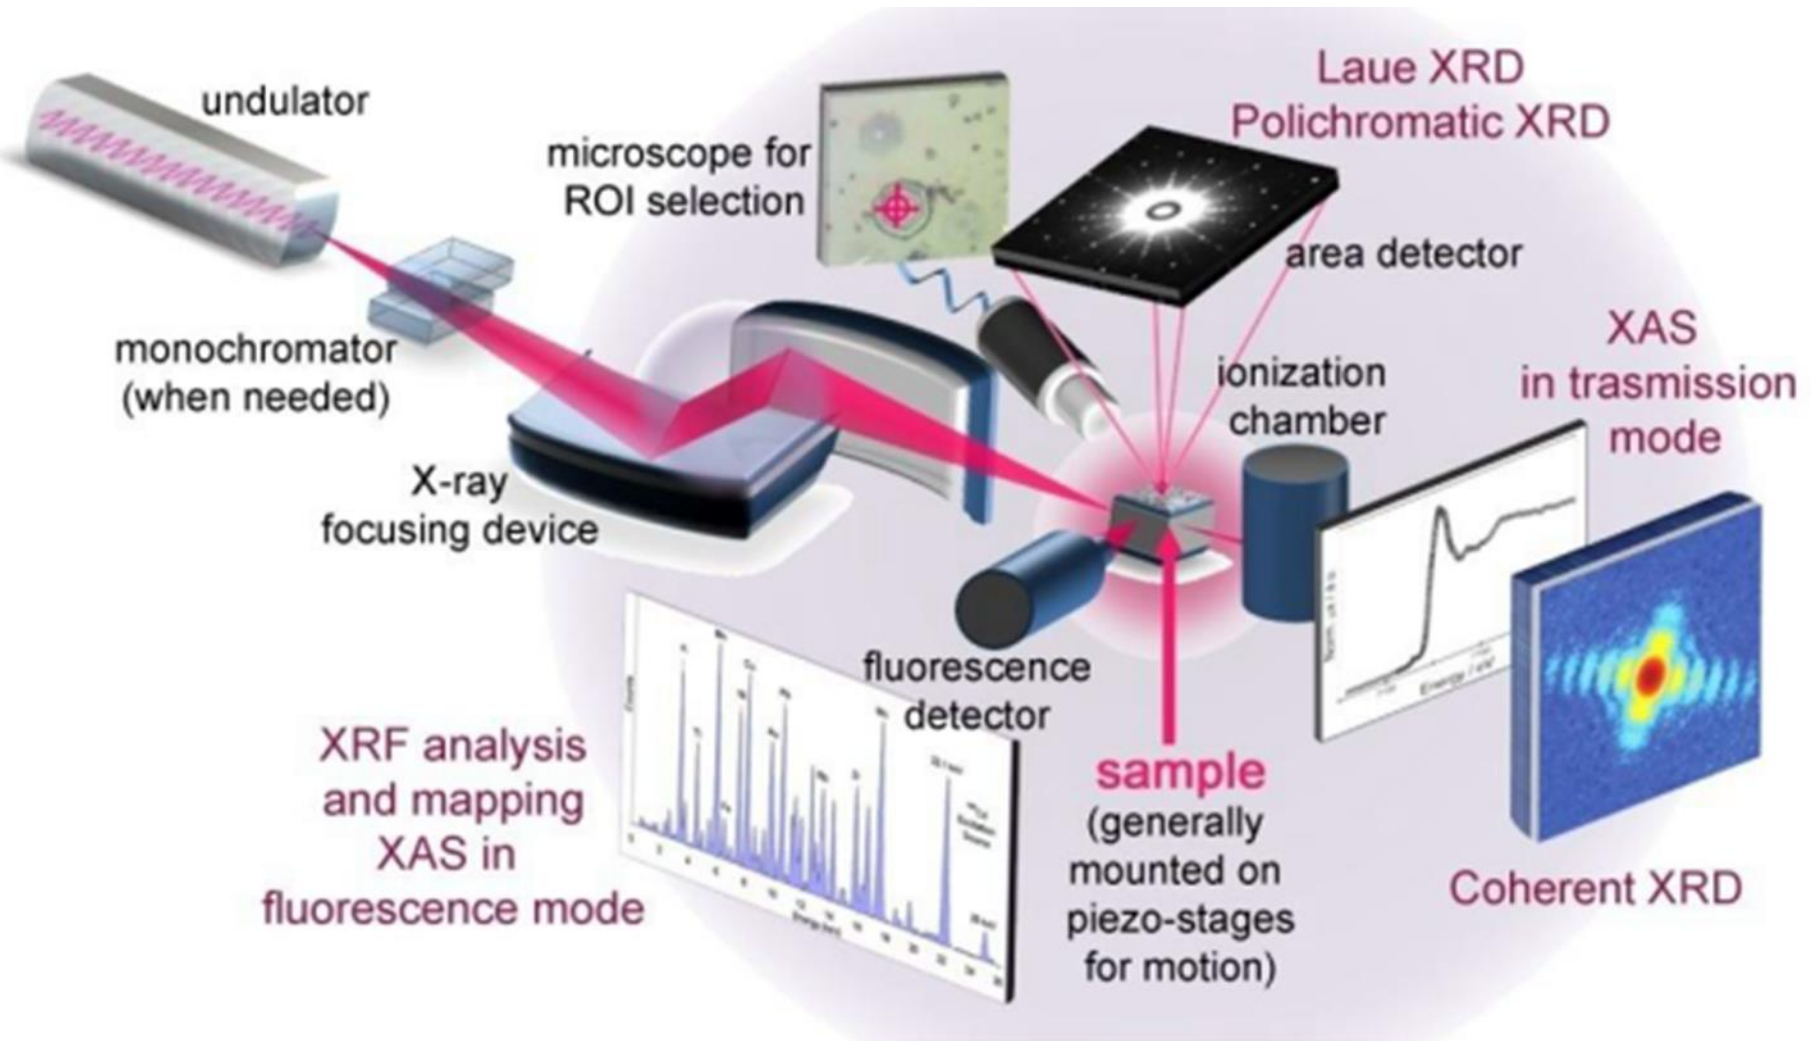 undulator
monochromator
(when needed)
X-ray
focusing device
microscope for
ROI selection
Laue XRD
Polichromatic XRD
area detector
ionization
chamber
XAS
in trasmission
mode
Coherent XRD
fluorescence
detector
sample
(generally
mounted on
piezo-stages
for motion)
XRF analysis
and mapping
XAS in
fluorescence mode
Energy / eV